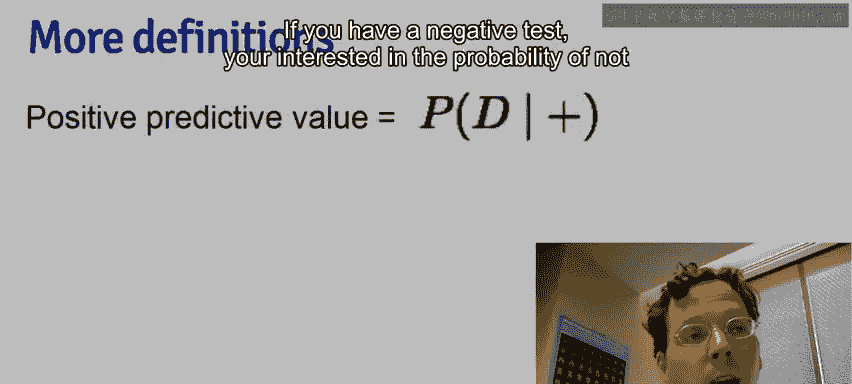 More definitions
If you have a negative test,
your interested in the probability of not
Positive predictive value = P(D | +)